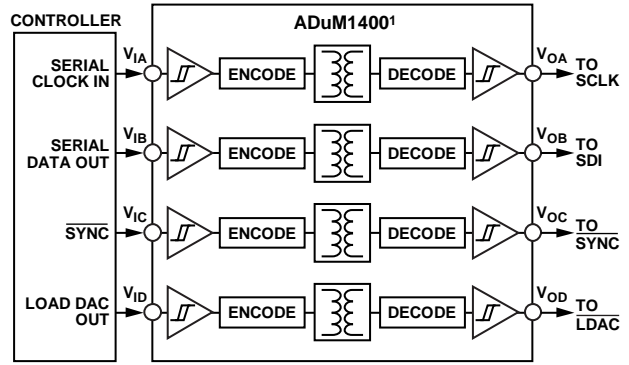 CONTROLLER
ADuM1400¹
SERIAL
CLOCK IN
V_IA
ENCODE
DECODE
V_OA
TO
SCLK
SERIAL
DATA OUT
V_IB
ENCODE
DECODE
V_OB
TO
SDI
SYNC
V_IC
ENCODE
DECODE
V_OC
TO
SYNC
LOAD DAC
OUT
V_ID
ENCODE
DECODE
V_OD
TO
LDAC